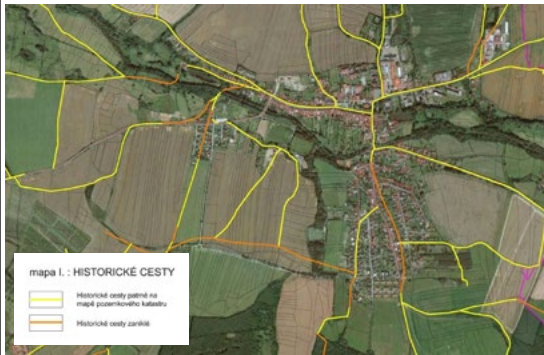 mapa I. : HISTORICKÉ CESTY
Historické cesty patrné na
mapě pozemkového katastru
Historické cesty zaniklé